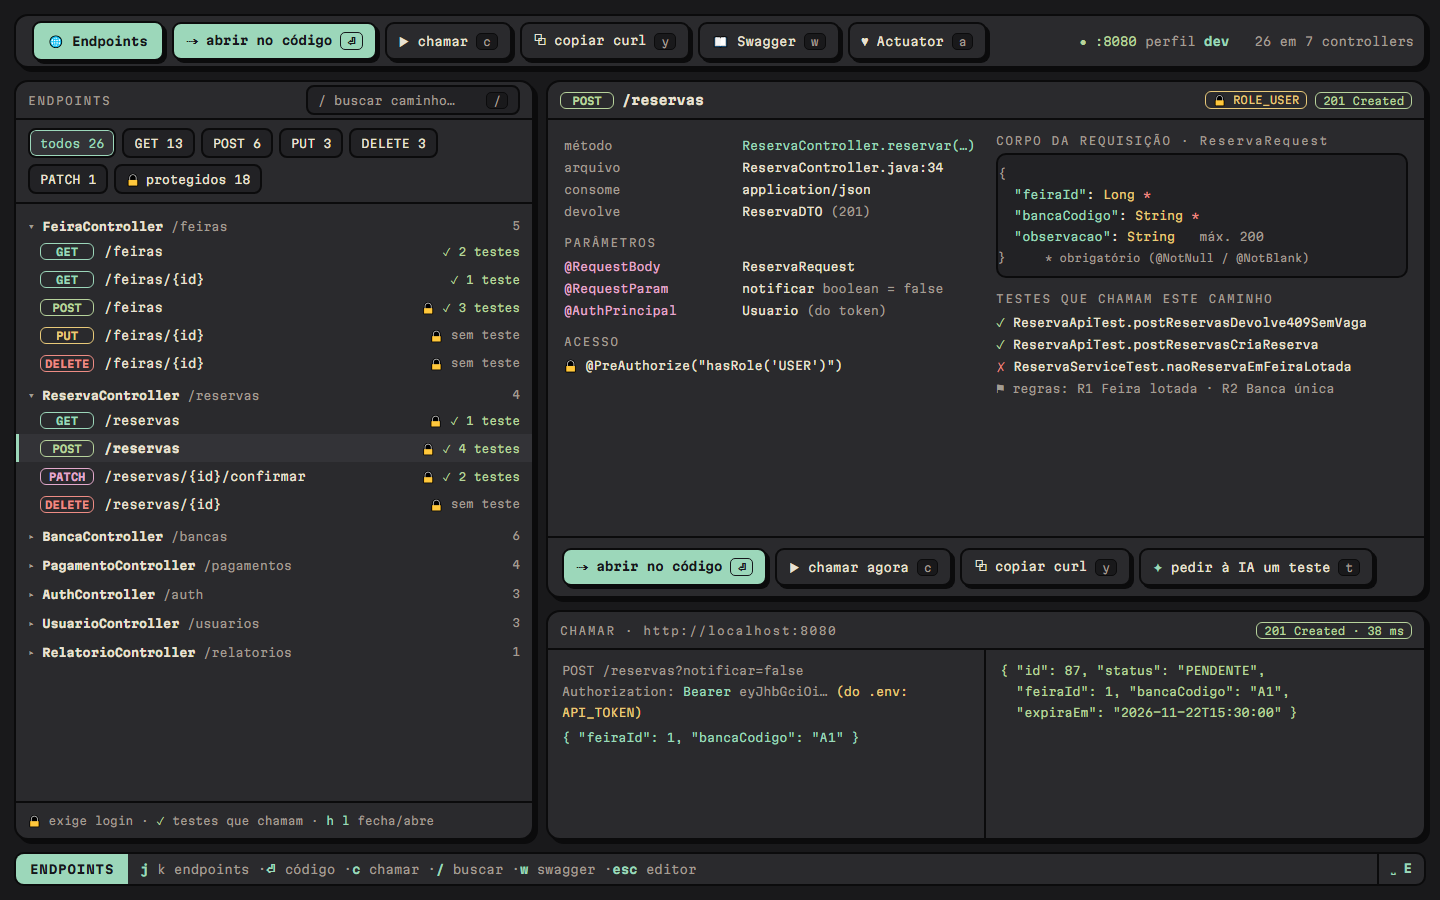 Endpoints
⇢ abrir no código ⏎
▶ chamar c
copiar curl y
Swagger w
♥ Actuator a
● :8080 perfil dev 26 em 7 controllers
ENDPOINTS
/ buscar caminho… /
todos 26
GET 13
POST 6
PUT 3
DELETE 3
PATCH 1
🔒 protegidos 18
▾ FeiraController /feiras 5
GET /feiras ✓ 2 testes
GET /feiras/{id} ✓ 1 teste
POST /feiras 🔒 ✓ 3 testes
PUT /feiras/{id} 🔒 sem teste
DELETE /feiras/{id} 🔒 sem teste
▾ ReservaController /reservas 4
GET /reservas 🔒 ✓ 1 teste
POST /reservas 🔒 ✓ 4 testes
PATCH /reservas/{id}/confirmar 🔒 ✓ 2 testes
DELETE /reservas/{id} 🔒 sem teste
▸ BancaController /bancas 6
▸ PagamentoController /pagamentos 4
▸ AuthController /auth 3
▸ UsuarioController /usuarios 3
▸ RelatorioController /relatorios 1
🔒 exige login · ✓ testes que chamam · h l fecha/abre
POST /reservas
🔒 ROLE_USER
201 Created
método ReservaController.reservar(…)
arquivo ReservaController.java:34
consome application/json
devolve ReservaDTO (201)
PARÂMETROS
@RequestBody ReservaRequest
@RequestParam notificar boolean = false
@AuthPrincipal Usuario (do token)
ACESSO
🔒 @PreAuthorize("hasRole('USER')")
CORPO DA REQUISIÇÃO · ReservaRequest
{
"feiraId": Long *
"bancaCodigo": String *
"observacao": String máx. 200
} * obrigatório (@NotNull / @NotBlank)
TESTES QUE CHAMAM ESTE CAMINHO
✓ ReservaApiTest.postReservasDevolve409SemVaga
✓ ReservaApiTest.postReservasCriaReserva
✗ ReservaServiceTest.naoReservaEmFeiraLotada
⚑ regras: R1 Feira lotada · R2 Banca única
⇢ abrir no código ⏎
▶ chamar agora c
copiar curl y
✦ pedir à IA um teste t
CHAMAR · http://localhost:8080
201 Created · 38 ms
POST /reservas?notificar=false
Authorization: Bearer eyJhbGciOi… (do .env:
API_TOKEN)
{ "feiraId": 1, "bancaCodigo": "A1" }
{ "id": 87, "status": "PENDENTE",
"feiraId": 1, "bancaCodigo": "A1",
"expiraEm": "2026-11-22T15:30:00" }
ENDPOINTS
j k endpoints ·⏎ código ·c chamar ·/ buscar ·w swagger ·esc editor
␣ E